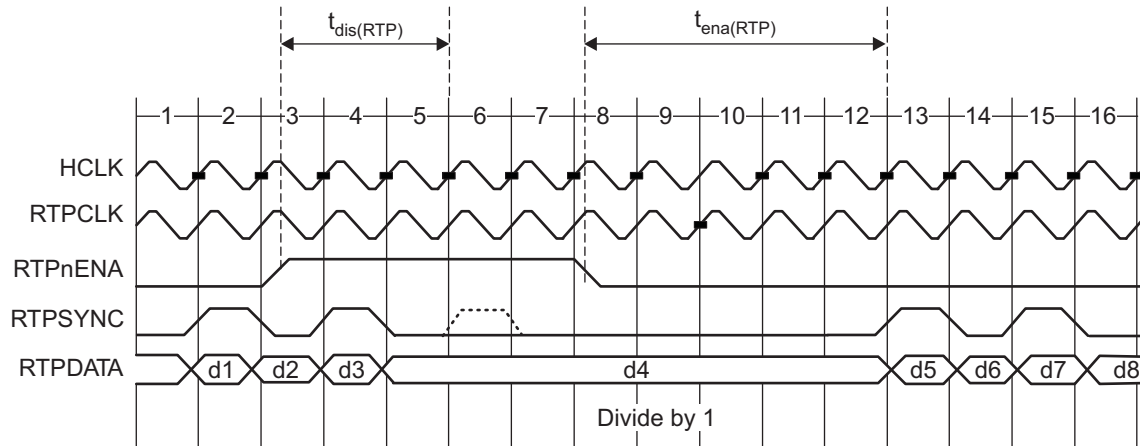 tdis(RTP) tena(RTP)
1 2 3 4 5 6 7 8 9 10 11 12 13 14 15 16
HCLK
RTPCLK
RTPnENA
RTPSYNC
RTPDATA d1 d2 d3 d4 d5 d6 d7 d8
Divide by 1